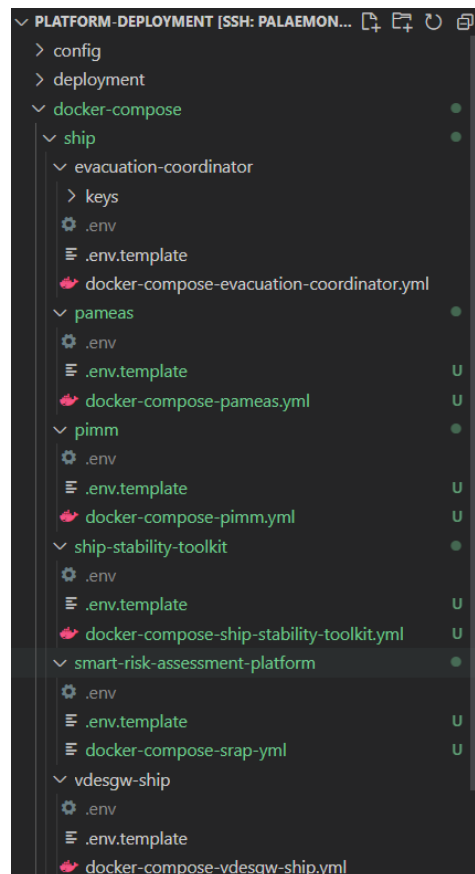 PLATFORM-DEPLOYMENT [SSH: PALAEMON...
config
deployment
docker-compose
ship
evacuation-coordinator
keys
.env
.env.template
docker-compose-evacuation-coordinator.yml
pameas
.env
.env.template U
docker-compose-pameas.yml U
pimm
.env
.env.template U
docker-compose-pimm.yml U
ship-stability-toolkit
.env
.env.template U
docker-compose-ship-stability-toolkit.yml U
smart-risk-assessment-platform
.env
.env.template U
docker-compose-srap-yml U
vdesgw-ship
.env
.env.template
docker-compose-vdesgw-ship.yml